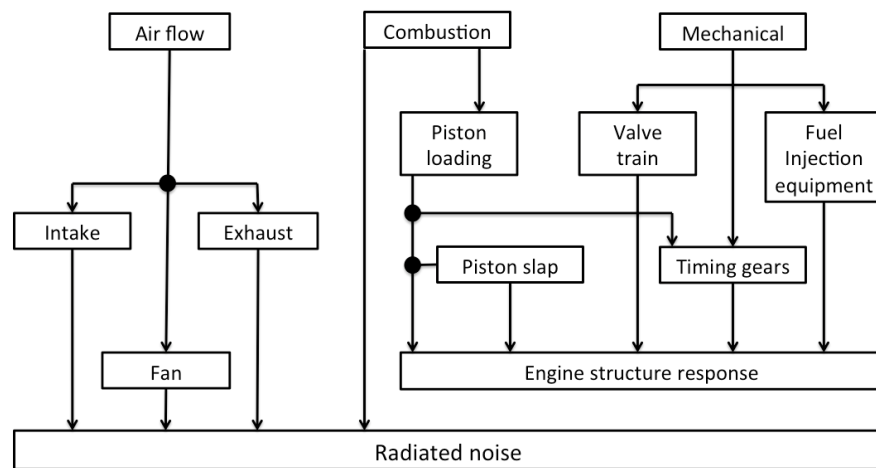 Air flow
Combustion
Mechanical
Piston
loading
Valve
train
Fuel
Injection
equipment
Intake
Exhaust
Piston slap
Timing gears
Fan
Engine structure response
Radiated noise